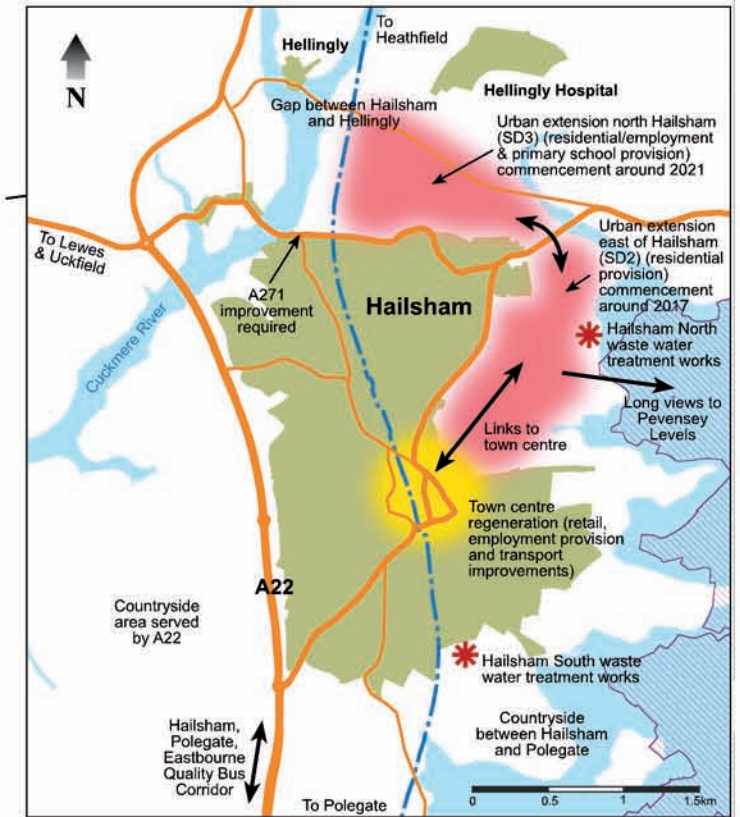 To
Heathfield
Hellingly
N
Hellingly Hospital
Gap between Hailsham
and Hellingly
Urban extension north Hailsham
(SD3) (residential/employment
& primary school provision)
commencement around 2021
To Lewes
& Uckfield
Urban extension
east of Hailsham
(SD2) (residential
provision)
commencement
around 2017
A271
improvement
required
Hailsham
Cuckmere River
Hailsham North
waste water
treatment works
Long views to
Pevensey
Levels
Links to
town centre
Town centre
regeneration (retail,
employment provision
and transport
improvements)
A22
Countryside
area served
by A22
Hailsham South waste
water treatment works
Hailsham,
Polegate,
Eastbourne
Quality Bus
Corridor
Countryside
between Hailsham
and Polegate
To Polegate
0 0.5 1 1.5km